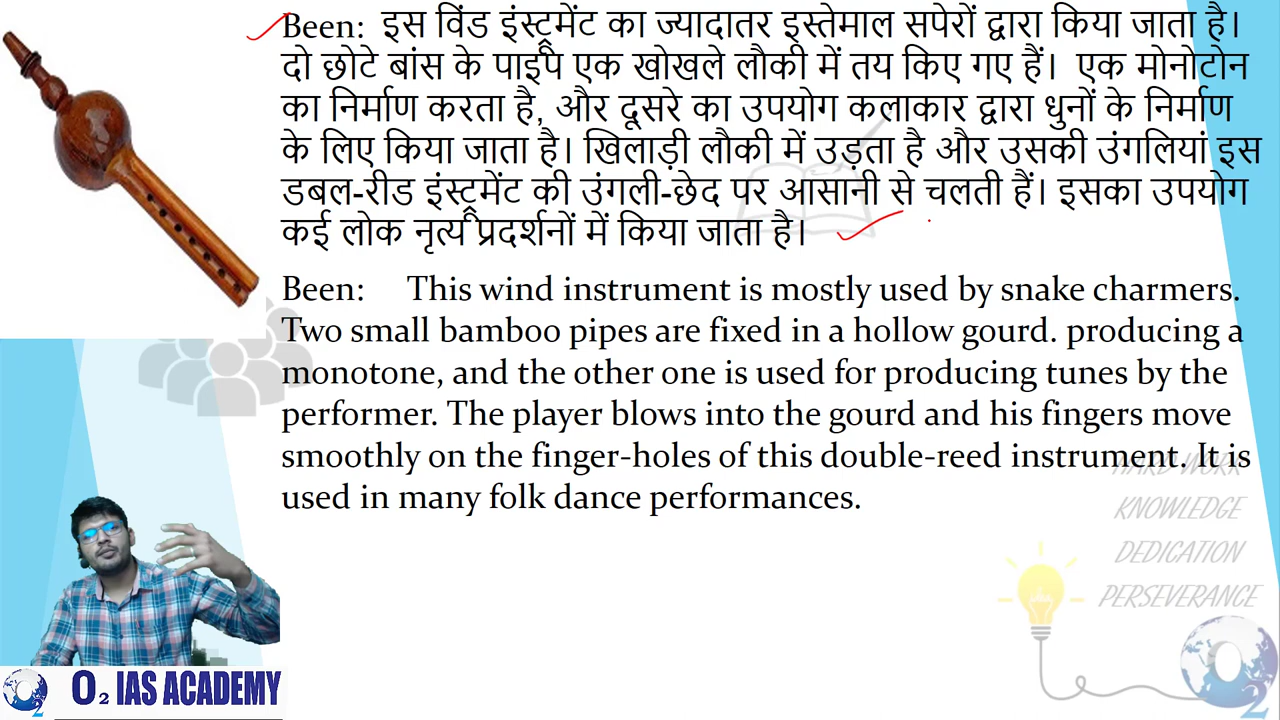 Been: इस विंड इंस्ट्रूमेंट का ज्यादातर इस्तेमाल सपेरों द्वारा किया जाता है।
दो छोटे बांस के पाइप एक खोखले लौकी में तय किए गए हैं। एक मोनोटोन
का निर्माण करता है, और दूसरे का उपयोग कलाकार द्वारा धुनों के निर्माण
के लिए किया जाता है। खिलाड़ी लौकी में उड़ता है और उसकी उंगलियां इस
डबल-रीड इंस्ट्रूमेंट की उंगली-छेद पर आसानी से चलती हैं। इसका उपयोग
कई लोक नृत्य प्रदर्शनों में किया जाता है।
Been: This wind instrument is mostly used by snake charmers.
Two small bamboo pipes are fixed in a hollow gourd. producing a
monotone, and the other one is used for producing tunes by the
performer. The player blows into the gourd and his fingers move
smoothly on the finger-holes of this double-reed instrument. It is
used in many folk dance performances.
HARD WORK
KNOWLEDGE
DEDICATION
PERSEVERANCE
O2 IAS ACADEMY
2
2